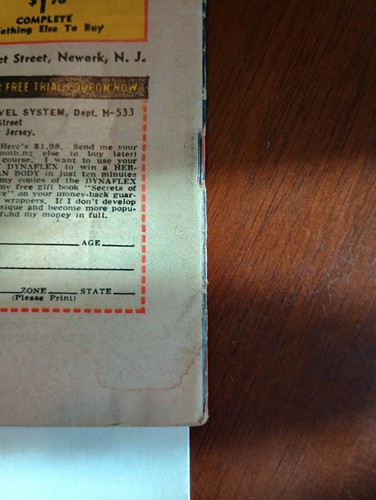 $1.98
COMPLETE
othing Else To Buy
et Street, Newark, N. J.
FREE TRIAL COUPON NOW
VEL SYSTEM, Dept. M-533
Street
Jersey.
Here's $1.98. Send me your
nothing else to buy later)
course. I want to use your
DYNAFLEX to win a HER-
AN BODY in just ten minutes
my copies of the DYNAFLEX
my free gift book "Secrets of
e" on your money-back guar-
wrappers. If I don't develop
sique and become more popu-
fund my money in full.
AGE
ZONE STATE
(Please Print)